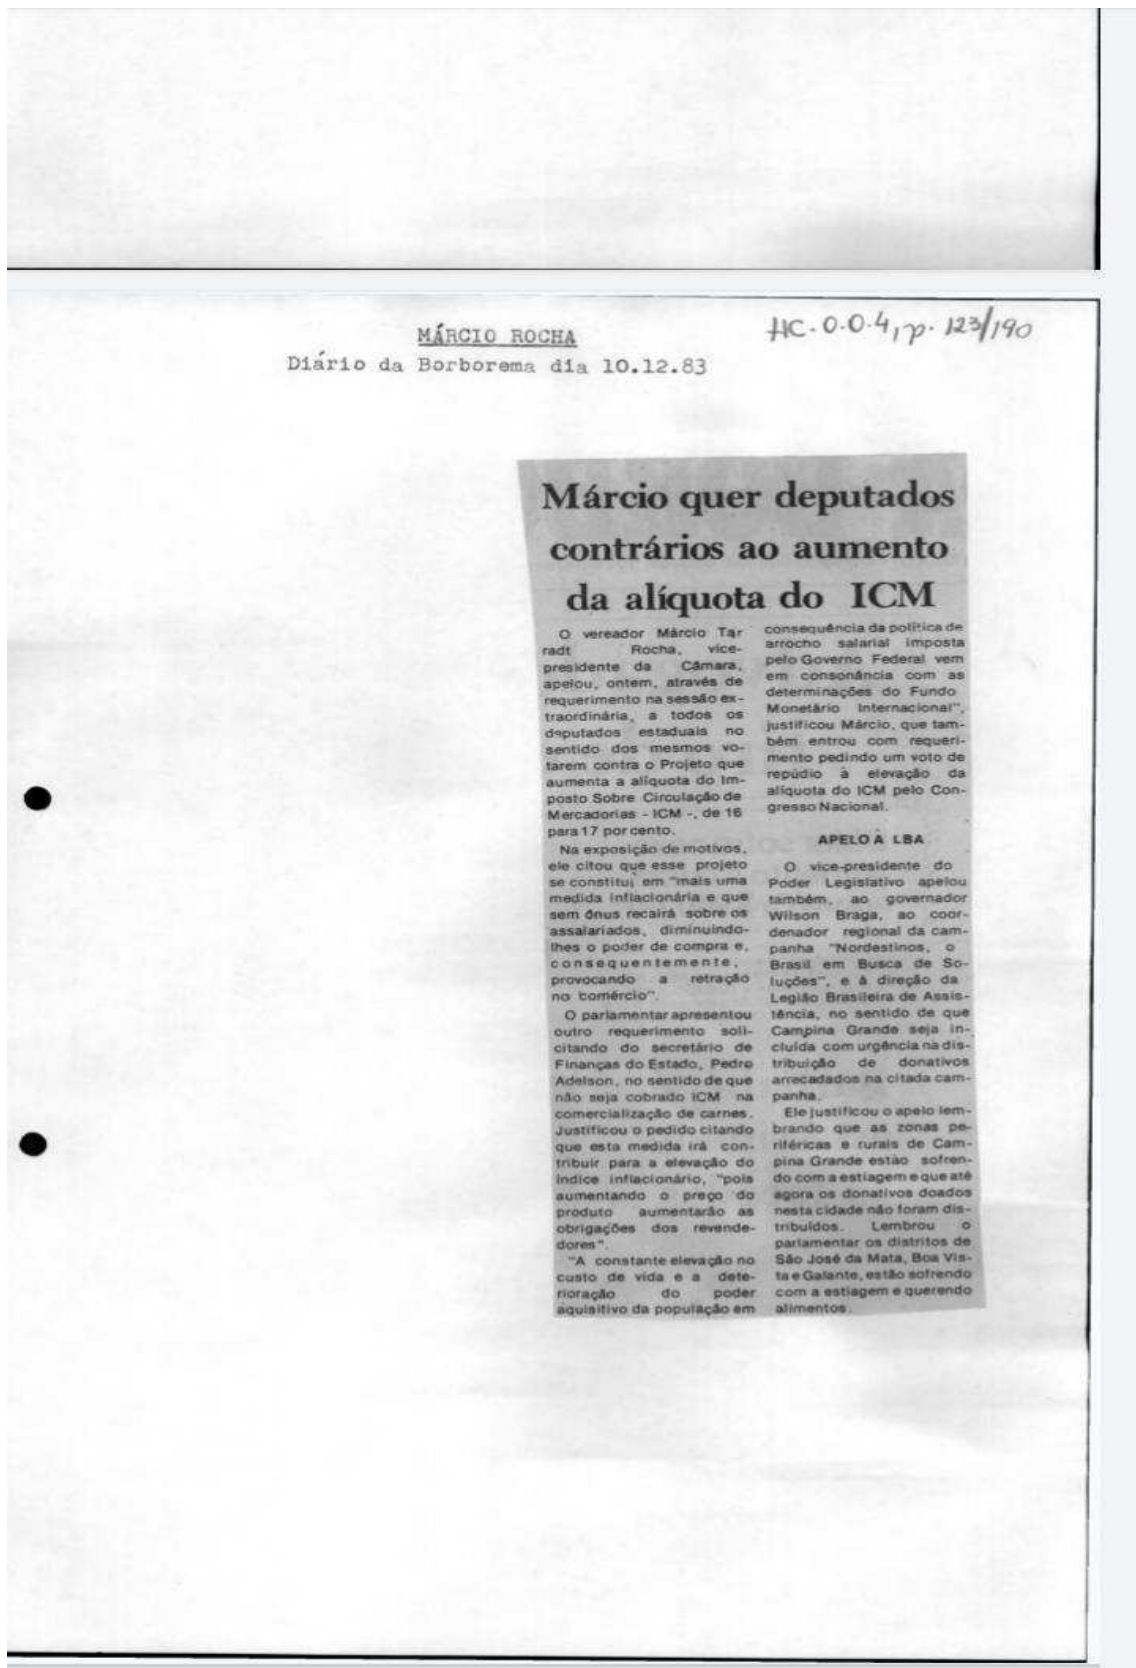 MÁRCIO ROCHA
HC.0.0.4, p. 123/190
Diário da Borborema dia 10.12.83
Márcio quer deputados
contrários ao aumento
da alíquota do ICM
O vereador Márcio Tar
radt Rocha, vice-
presidente da Câmara,
apelou, ontem, através de
requerimento na sessão ex-
traordinária, a todos os
deputados estaduais no
sentido dos mesmos vo-
tarem contra o Projeto que
aumenta a alíquota do Im-
posto Sobre Circulação de
Mercadorias - ICM -, de 16
para 17 por cento.
Na exposição de motivos,
ele citou que esse projeto
se constitui em "mais uma
medida inflacionária e que
sem ônus recairá sobre os
assalariados, diminuindo-
lhes o poder de compra e,
consequentemente,
provocando a retração
no comércio".
O parlamentar apresentou
outro requerimento soli-
citando do secretário de
Finanças do Estado, Pedro
Adelson, no sentido de que
não seja cobrado ICM na
comercialização de carnes.
Justificou o pedido citando
que esta medida irá con-
tribuir para a elevação do
índice inflacionário, "pois
aumentando o preço do
produto aumentarão as
obrigações dos revende-
dores".
"A constante elevação no
custo de vida e a dete-
rioração do poder
aquisitivo da população em
consequência da política de
arrocho salarial imposta
pelo Governo Federal vem
em consonância com as
determinações do Fundo
Monetário Internacional",
justificou Márcio, que tam-
bém entrou com requeri-
mento pedindo um voto de
repúdio à elevação da
alíquota do ICM pelo Con-
gresso Nacional.
APELO À LBA
O vice-presidente do
Poder Legislativo apelou
também, ao governador
Wilson Braga, ao coor-
denador regional da cam-
panha "Nordestinos, o
Brasil em Busca de So-
luções", e à direção da
Legião Brasileira de Assis-
tência, no sentido de que
Campina Grande seja in-
cluída com urgência na dis-
tribuição de donativos
arrecadados na citada cam-
panha.
Ele justificou o apelo lem-
brando que as zonas pe-
riféricas e rurais de Cam-
pina Grande estão sofren-
do com a estiagem e que até
agora os donativos doados
nesta cidade não foram dis-
tribuídos. Lembrou o
parlamentar os distritos de
São José da Mata, Boa Vis-
ta e Galante, estão sofrendo
com a estiagem e querendo
alimentos.